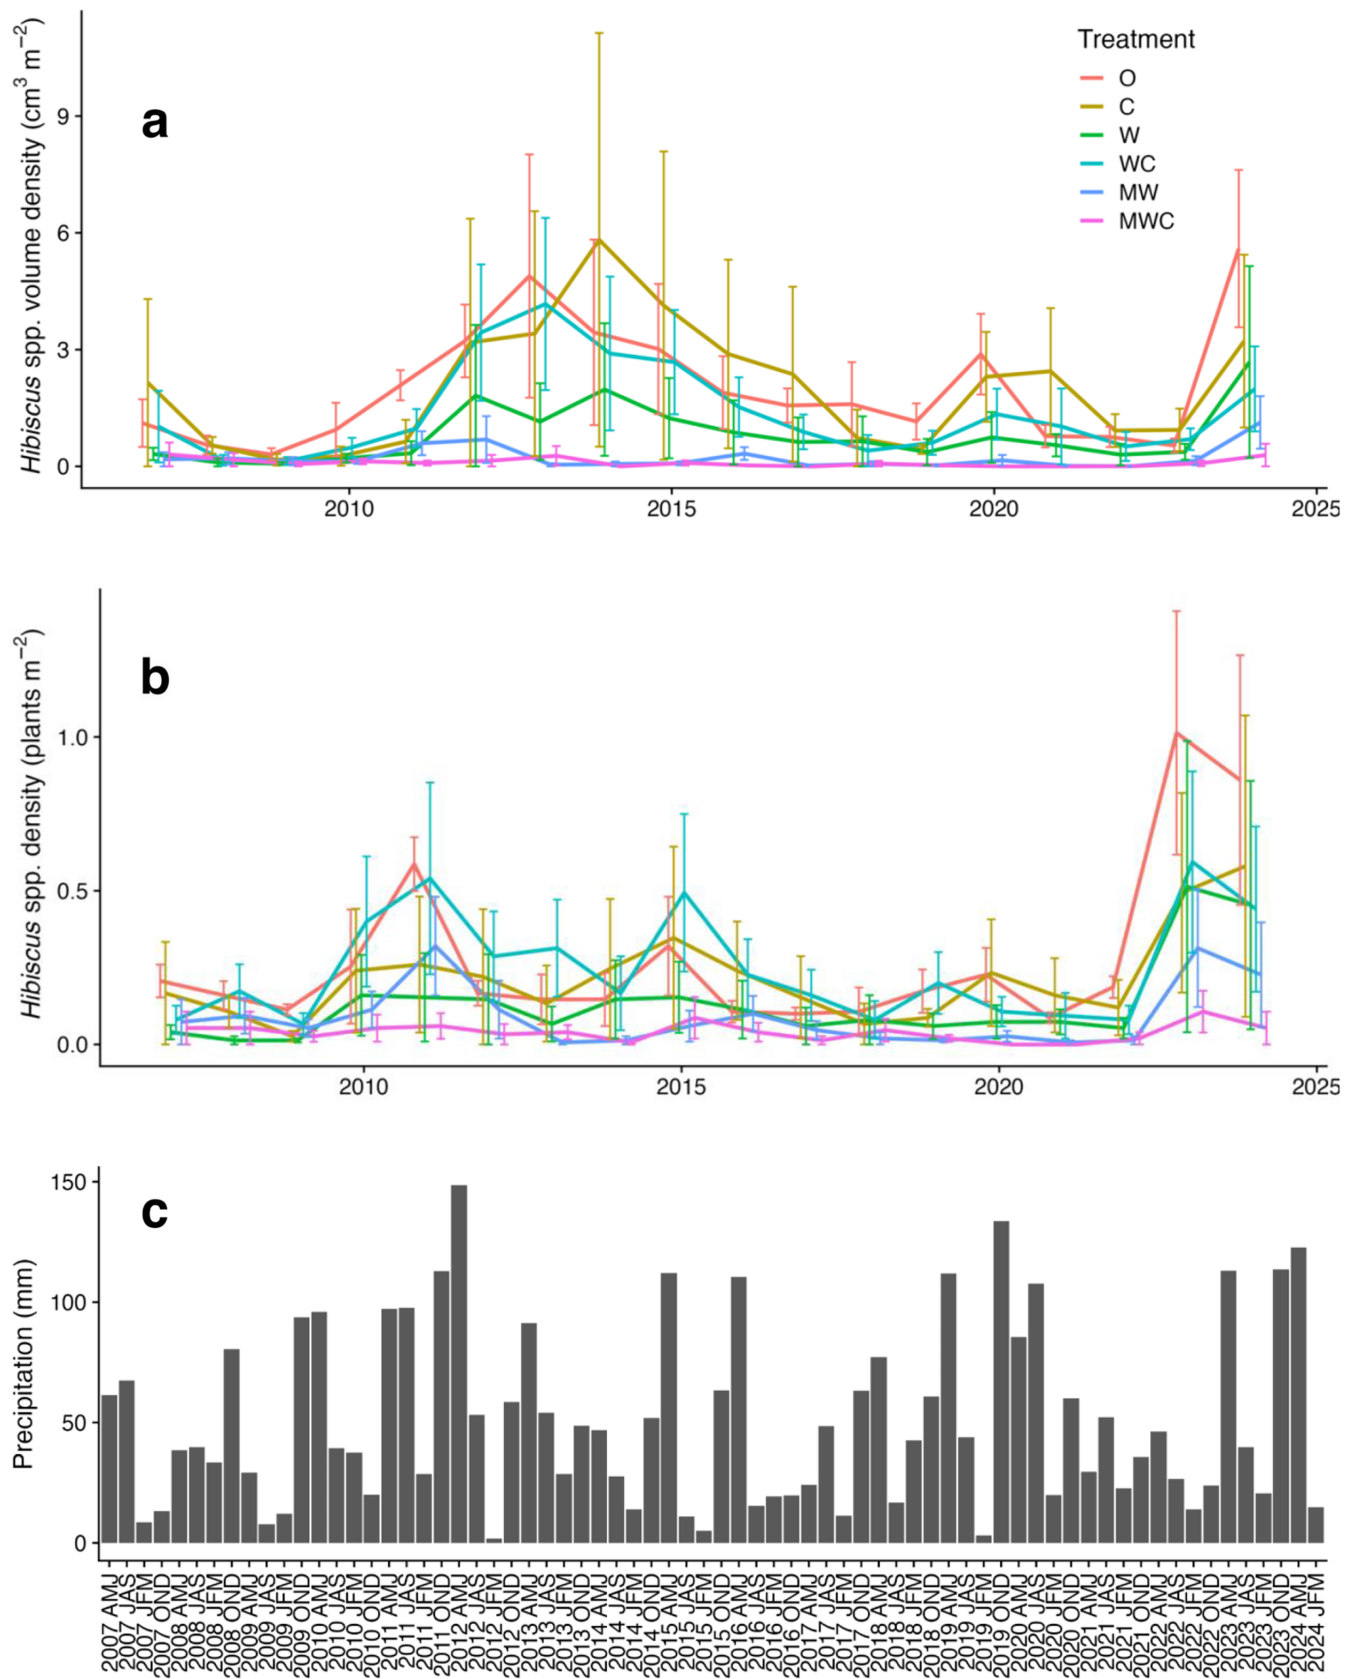 Hibiscus spp. volume density (cm³ m⁻²)
a
9
6
3
0
Treatment
O
C
W
WC
MW
MWC
2010
2015
2020
2025
Hibiscus spp. density (plants m⁻²)
b
1.0
0.5
0.0
2010
2015
2020
2025
Precipitation (mm)
c
150
100
50
0
2007 AMJ
2007 JAS
2007 JFM
2007 OND
2008 AMJ
2008 JAS
2008 JFM
2008 OND
2009 AMJ
2009 JAS
2009 JFM
2009 OND
2010 AMJ
2010 JAS
2010 JFM
2010 OND
2011 AMJ
2011 JAS
2011 JFM
2011 OND
2012 AMJ
2012 JAS
2012 JFM
2012 OND
2013 AMJ
2013 JAS
2013 JFM
2013 OND
2014 AMJ
2014 JAS
2014 JFM
2014 OND
2015 AMJ
2015 JAS
2015 JFM
2015 OND
2016 AMJ
2016 JAS
2016 JFM
2016 OND
2017 AMJ
2017 JAS
2017 JFM
2017 OND
2018 AMJ
2018 JAS
2018 JFM
2018 OND
2019 AMJ
2019 JAS
2019 JFM
2019 OND
2020 AMJ
2020 JAS
2020 JFM
2020 OND
2021 AMJ
2021 JAS
2021 JFM
2021 OND
2022 AMJ
2022 JAS
2022 JFM
2022 OND
2023 AMJ
2023 JAS
2023 JFM
2023 OND
2024 AMJ
2024 JFM